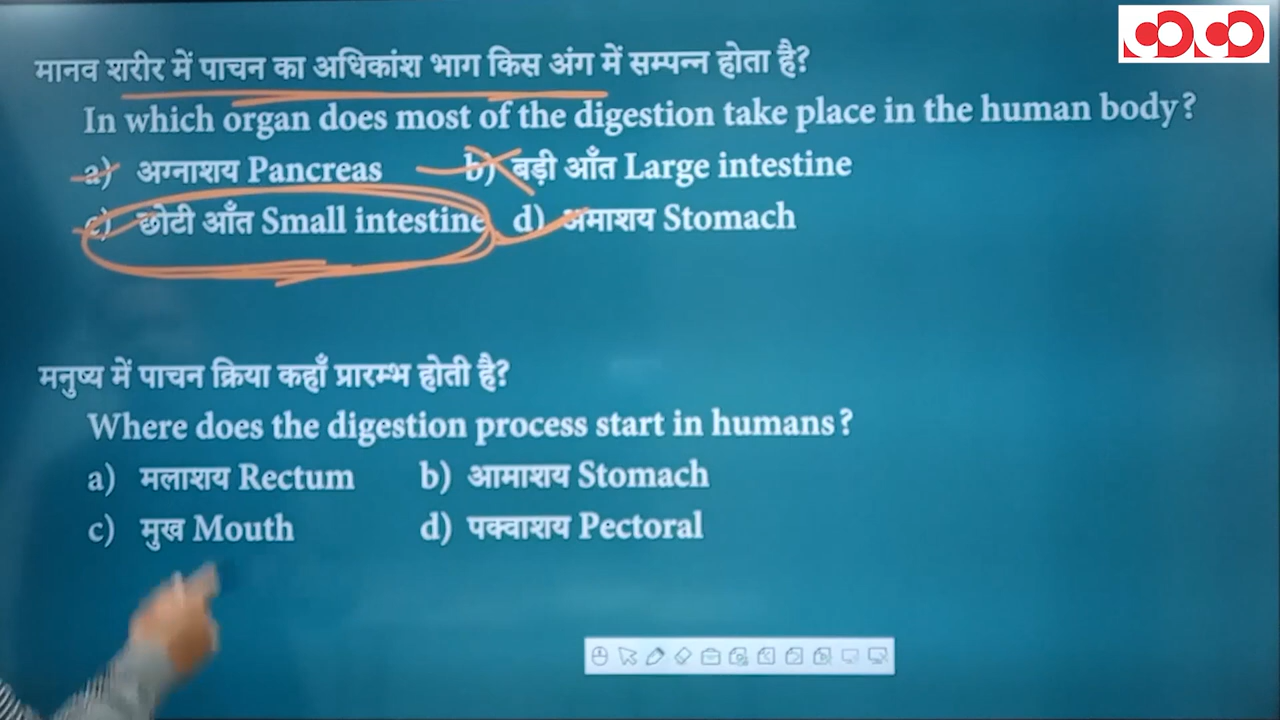 मानव शरीर में पाचन का अधिकांश भाग किस अंग में सम्पन्न होता है?
In which organ does most of the digestion take place in the human body?
a) अग्नाशय Pancreas b) बड़ी आँत Large intestine
c) छोटी आँत Small intestine d) अमाशय Stomach
मनुष्य में पाचन क्रिया कहाँ प्रारम्भ होती है?
Where does the digestion process start in humans?
a) मलाशय Rectum b) आमाशय Stomach
c) मुख Mouth d) पक्वाशय Pectoral